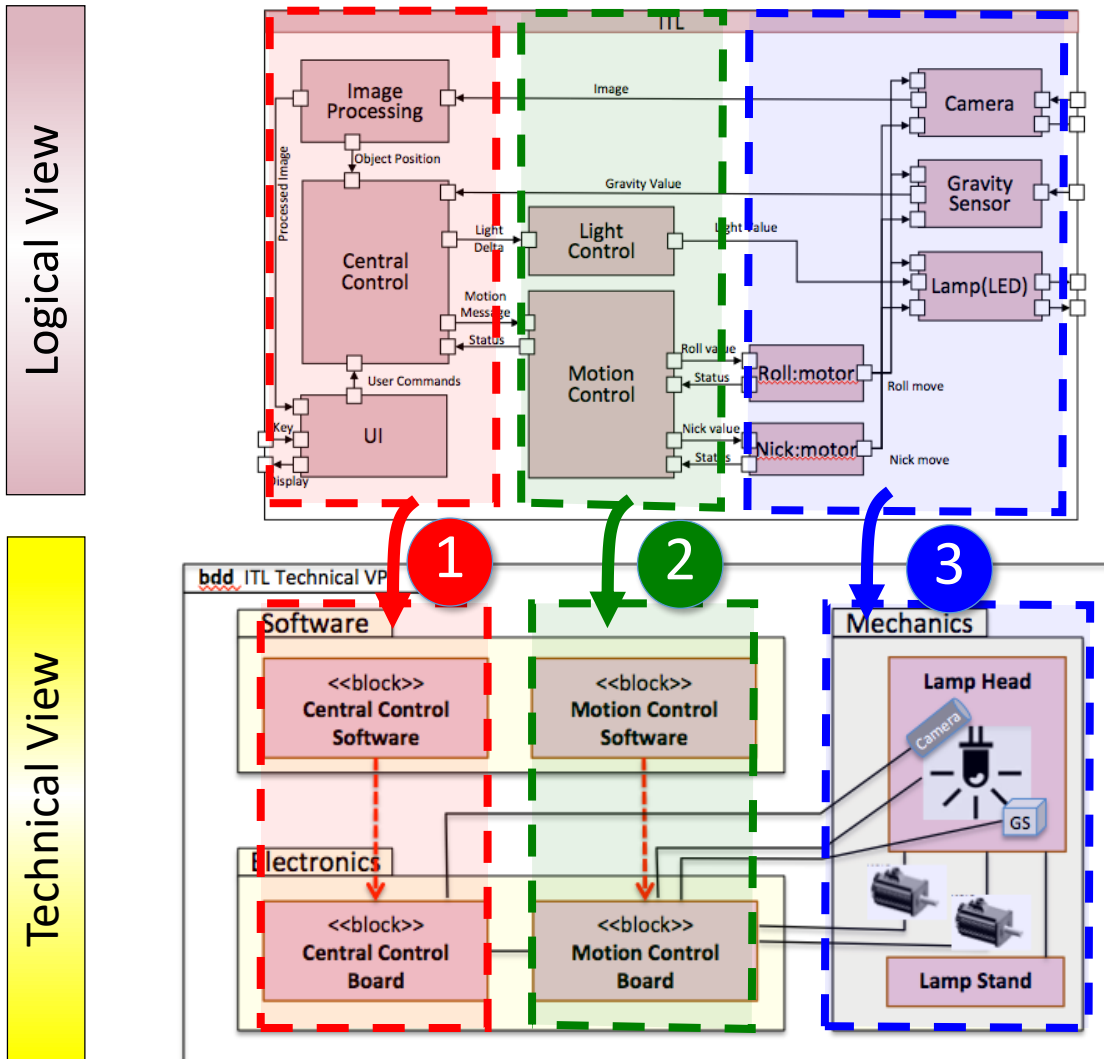 Logical View
ITL
Image
Processing
Image
Camera
Object Position
Processed Image
Gravity Value
Gravity
Sensor
Central
Control
Light
Delta
Light
Control
Light Value
Lamp(LED)
Motion
Message
Status
Motion
Control
Roll value
Status
Roll:motor
Roll move
User Commands
UI
Key
Display
Nick value
Status
Nick:motor
Nick move
1
2
3
Technical View
bdd ITL Technical VP
Software
<<block>>
Central Control
Software
<<block>>
Motion Control
Software
Mechanics
Lamp Head
Camera
GS
Electronics
<<block>>
Central Control
Board
<<block>>
Motion Control
Board
Lamp Stand